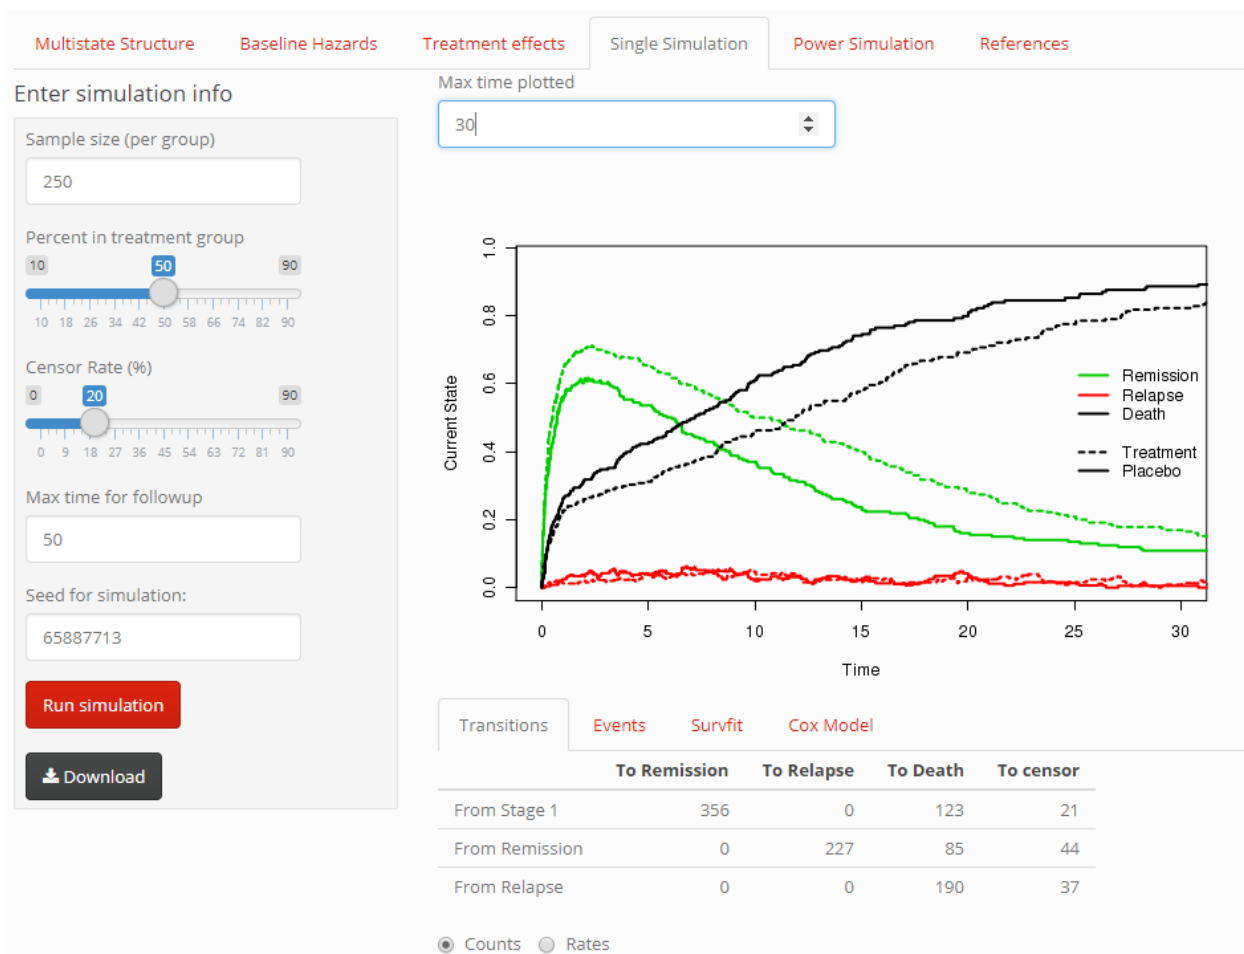 Multistate Structure Baseline Hazards Treatment effects Single Simulation Power Simulation References
Enter simulation info
Sample size (per group)
250
Percent in treatment group
10 50 90
10 18 26 34 42 50 58 66 74 82 90
Censor Rate (%)
0 20 90
0 9 18 27 36 45 54 63 72 81 90
Max time for followup
50
Seed for simulation:
65887713
Run simulation
Download
Max time plotted
30
Current State
1.0
0.8
0.6
0.4
0.2
0.0
Remission
Relapse
Death
Treatment
Placebo
0 5 10 15 20 25 30
Time
Transitions Events Survfit Cox Model
To Remission To Relapse To Death To censor
From Stage 1 356 0 123 21
From Remission 0 227 85 44
From Relapse 0 0 190 37
Counts Rates